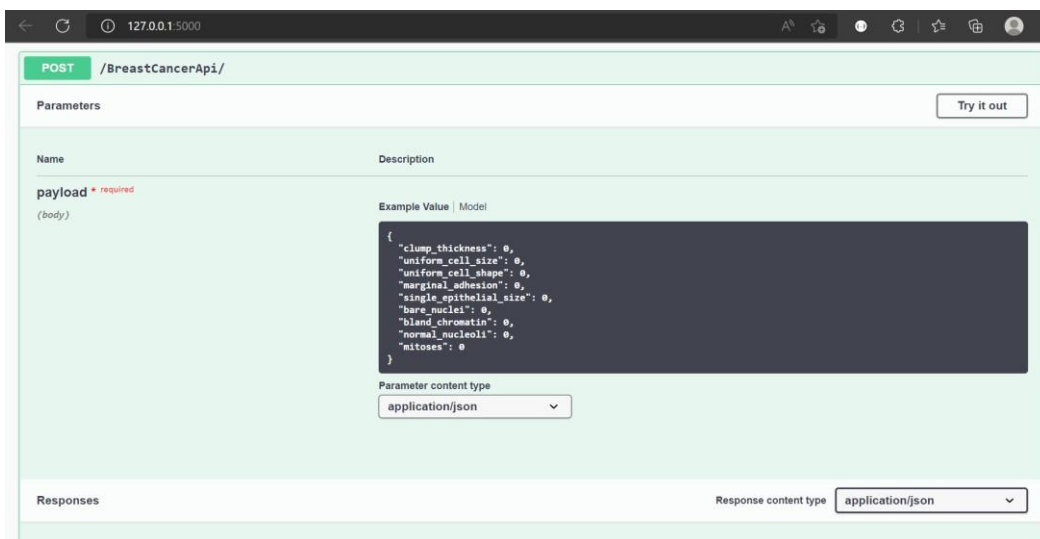 127.0.0.1:5000
POST /BreastCancerApi/
Parameters
Try it out
Name Description
payload * required
(body)
Example Value | Model
{
"clump_thickness": 0,
"uniform_cell_size": 0,
"uniform_cell_shape": 0,
"marginal_adhesion": 0,
"single_epithelial_size": 0,
"bare_nuclei": 0,
"bland_chromatin": 0,
"normal_nucleoli": 0,
"mitoses": 0
}
Parameter content type
application/json
Responses
Response content type application/json